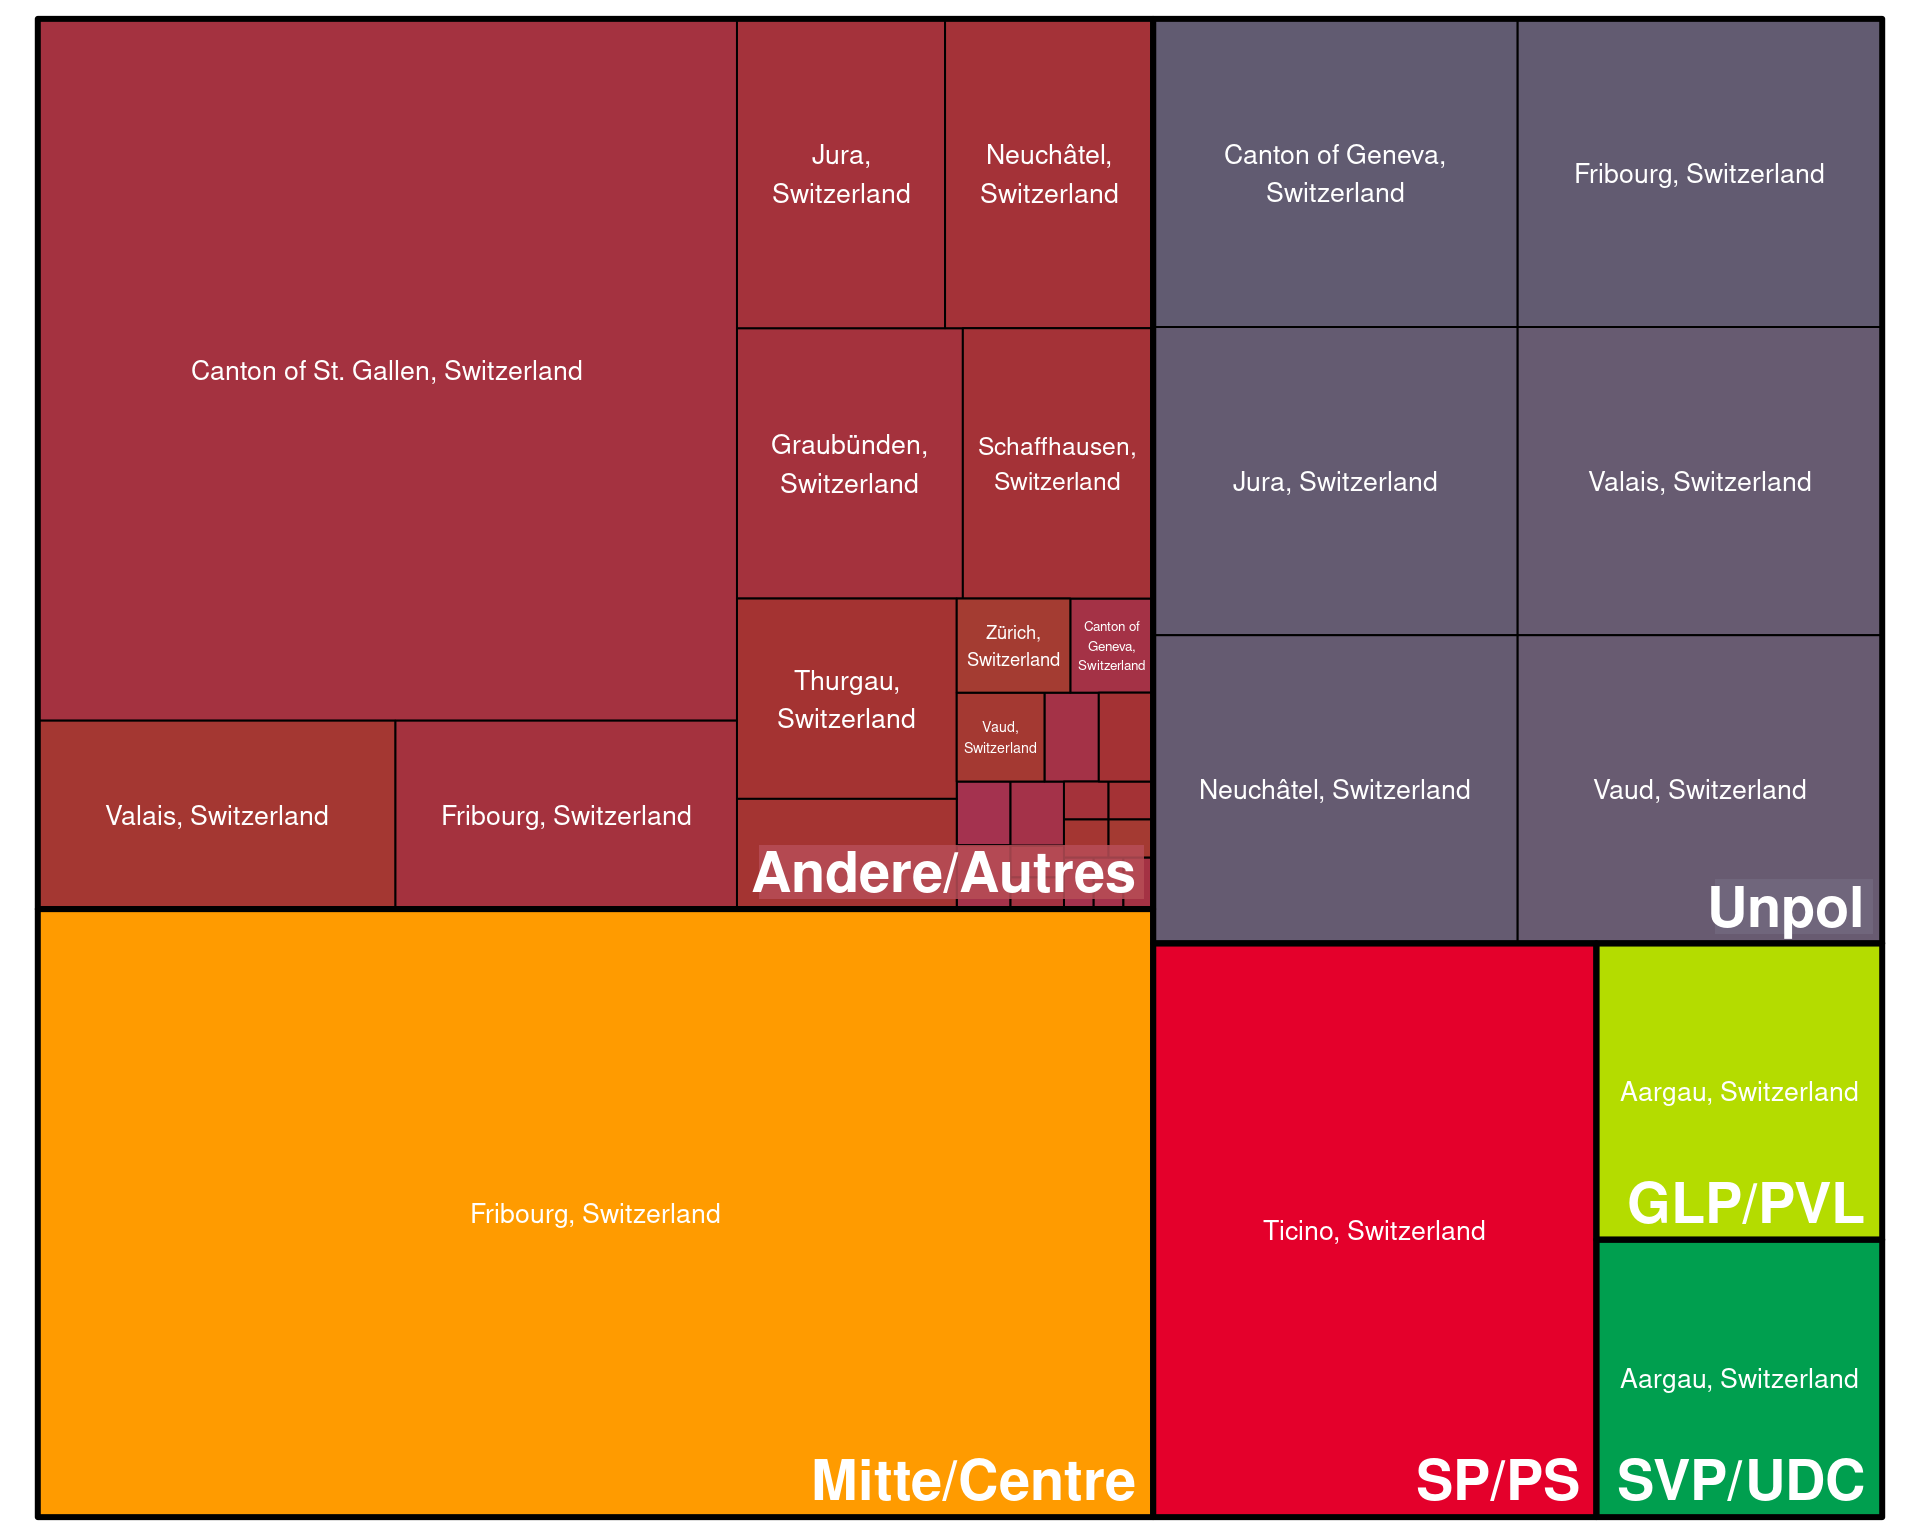 Canton of St. Gallen, Switzerland
Valais, Switzerland
Fribourg, Switzerland
Jura,
Switzerland
Neuchâtel,
Switzerland
Graubünden,
Switzerland
Schaffhausen,
Switzerland
Thurgau,
Switzerland
Zürich,
Switzerland
Canton of
Geneva,
Switzerland
Vaud,
Switzerland
Andere/Autres
Canton of Geneva,
Switzerland
Fribourg, Switzerland
Jura, Switzerland
Valais, Switzerland
Neuchâtel, Switzerland
Vaud, Switzerland
Unpol
Fribourg, Switzerland
Mitte/Centre
Ticino, Switzerland
SP/PS
Aargau, Switzerland
GLP/PVL
Aargau, Switzerland
SVP/UDC